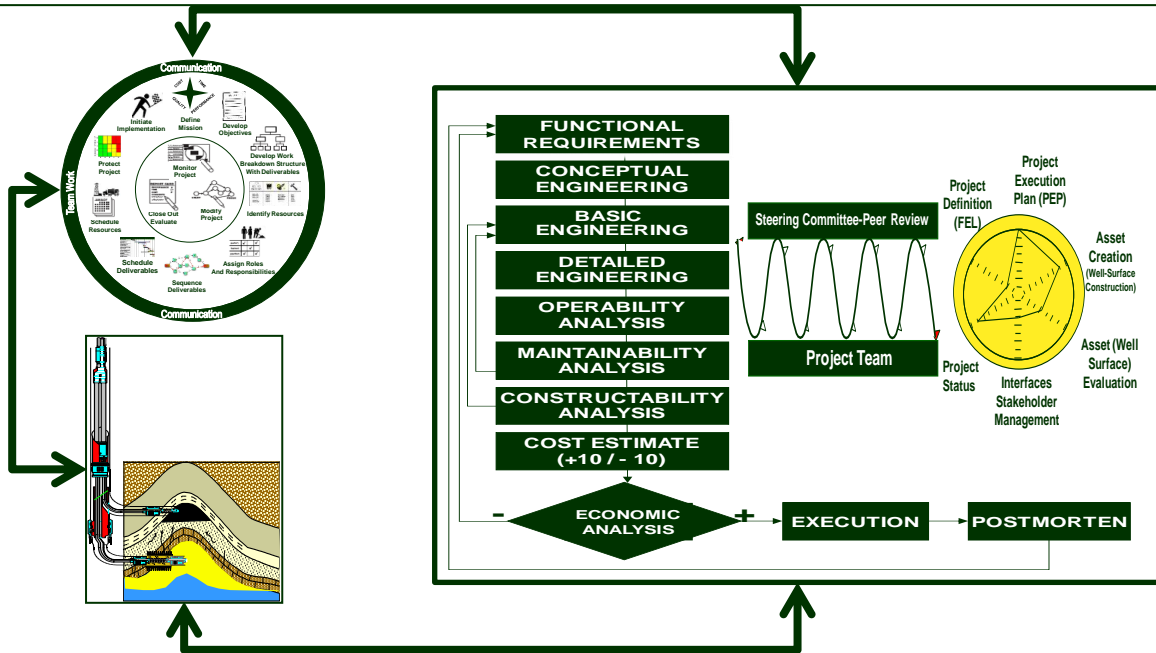 Communication
COST
TIME
QUALITY
PERFORMANCE
Initiate
Implementation
Define
Mission
Develop
Objectives
Protect
Project
Monitor
Project
Develop Work
Breakdown Structure
With Deliverables
Team Work
Schedule
Resources
Close Out
Evaluate
Modify
Project
Identify Resources
Schedule
Deliverables
Sequence
Deliverables
Assign Roles
And Responsibilities
Communication
FUNCTIONAL
REQUIREMENTS
CONCEPTUAL
ENGINEERING
BASIC
ENGINEERING
DETAILED
ENGINEERING
OPERABILITY
ANALYSIS
MAINTAINABILITY
ANALYSIS
CONSTRUCTABILITY
ANALYSIS
COST ESTIMATE
(+10 / - 10)
-
ECONOMIC
ANALYSIS
+
EXECUTION
POSTMORTEN
Steering Committee-Peer Review
Project Team
Project
Definition
(FEL)
Project
Execution
Plan (PEP)
Asset
Creation
(Well-Surface
Construction)
Asset (Well
Surface)
Evaluation
Interfaces
Stakeholder
Management
Project
Status